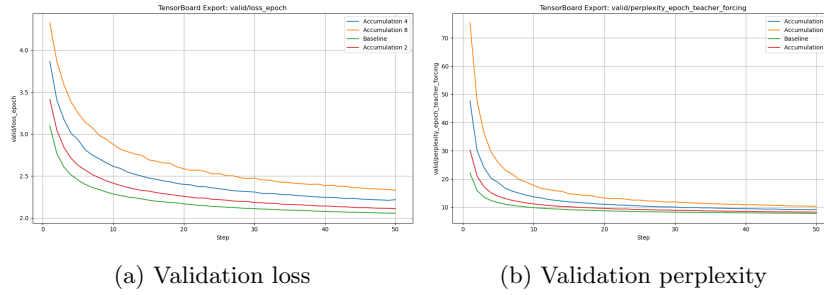 TensorBoard Export: valid/loss_epoch
Accumulation 4
Accumulation 8
Baseline
Accumulation 2
valid/loss_epoch
4.0
3.5
3.0
2.5
2.0
0
10
20
30
40
50
Step
(a) Validation loss
TensorBoard Export: valid/perplexity_epoch_teacher_forcing
Accumulation
Accumulation
Baseline
Accumulation
valid/perplexity_epoch_teacher_forcing
70
60
50
40
30
20
10
0
10
20
30
40
50
Step
(b) Validation perplexity